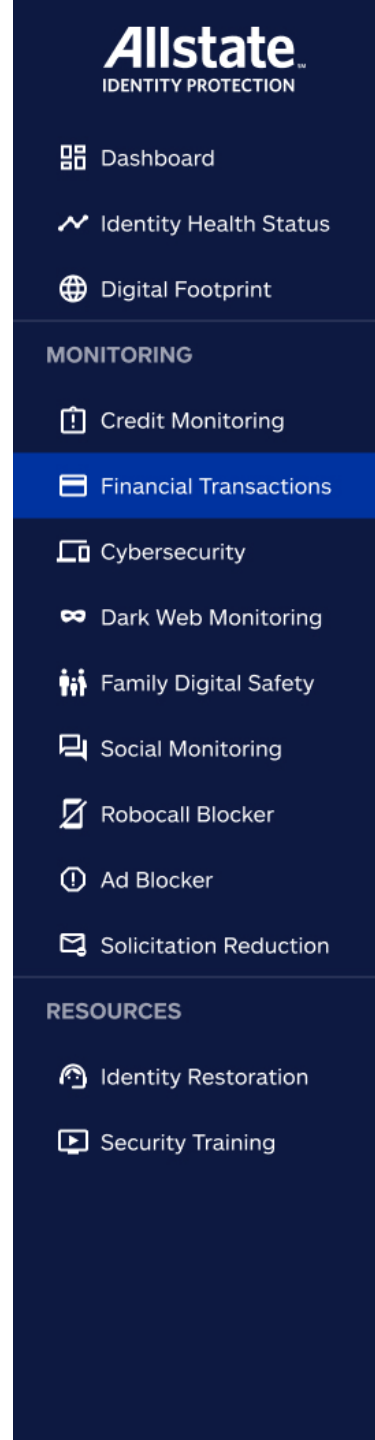 Allstate℠
IDENTITY PROTECTION
Dashboard
Identity Health Status
Digital Footprint
MONITORING
Credit Monitoring
Financial Transactions
Cybersecurity
Dark Web Monitoring
Family Digital Safety
Social Monitoring
Robocall Blocker
Ad Blocker
Solicitation Reduction
RESOURCES
Identity Restoration
Security Training